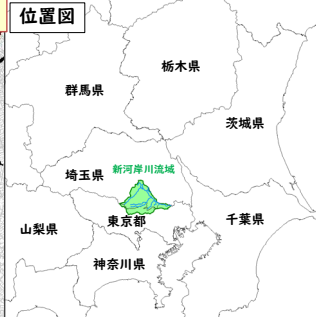 位置図
栃木県
群馬県
茨城県
新河岸川流域
埼玉県
東京都
千葉県
山梨県
神奈川県